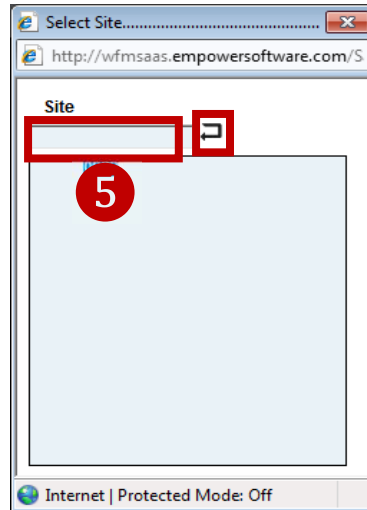 Select Site...................................................
http://wfmsaas.empowersoftware.com/S
Site
5
Internet | Protected Mode: Off